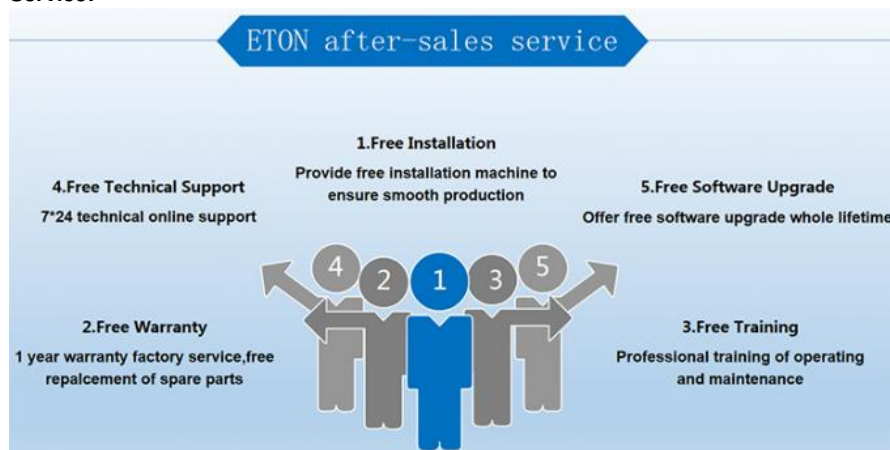 ETON after-sales service
1.Free Installation
Provide free installation machine to
ensure smooth production
4.Free Technical Support
7*24 technical online support
5.Free Software Upgrade
Offer free software upgrade whole lifetime
4
2
1
3
5
2.Free Warranty
1 year warranty factory service,free
repalcement of spare parts
3.Free Training
Professional training of operating
and maintenance